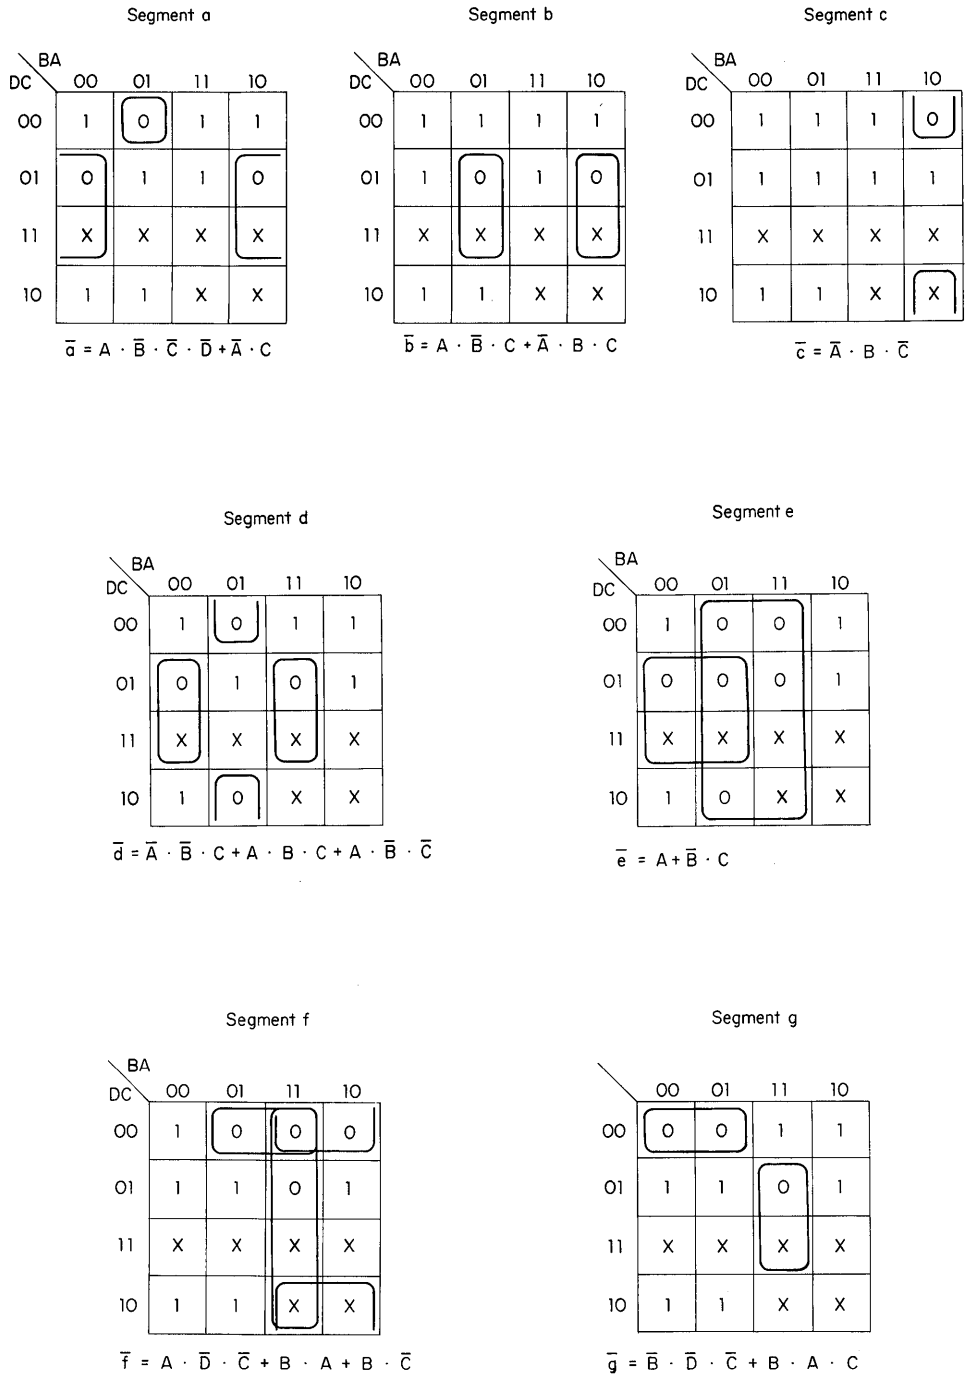 Segment a
BA
DC 00 01 11 10
00 1 0 1 1
01 0 1 1 0
11 X X X X
10 1 1 X X
a̅ = A · B̅ · C̅ · D̅ + A̅ · C
Segment b
BA
DC 00 01 11 10
00 1 1 1 1
01 1 0 1 0
11 X X X X
10 1 1 X X
b̅ = A · B̅ · C + A̅ · B · C
Segment c
BA
DC 00 01 11 10
00 1 1 1 0
01 1 1 1 1
11 X X X X
10 1 1 X X
c̅ = A̅ · B · C̅
Segment d
BA
DC 00 01 11 10
00 1 0 1 1
01 0 1 0 1
11 X X X X
10 1 0 X X
d̅ = A̅ · B̅ · C + A · B · C + A · B̅ · C̅
Segment e
BA
DC 00 01 11 10
00 1 0 0 1
01 0 0 0 1
11 X X X X
10 1 0 X X
e̅ = A + B̅ · C
Segment f
BA
DC 00 01 11 10
00 1 0 0 0
01 1 1 0 1
11 X X X X
10 1 1 X X
f̅ = A · D̅ · C̅ + B · A + B · C̅
Segment g
00 01 11 10
00 0 0 1 1
01 1 1 0 1
11 X X X X
10 1 1 X X
g̅ = B̅ · D̅ · C̅ + B · A · C